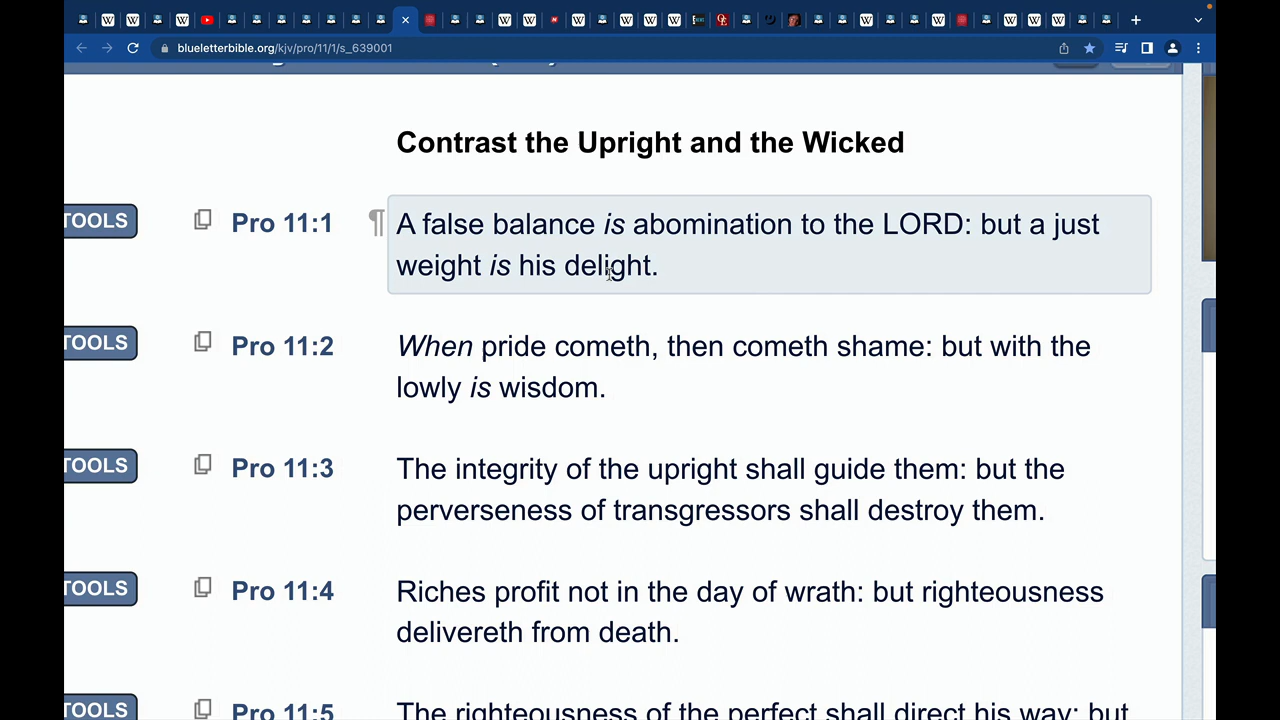 blueletterbible.org/kjv/pro/11/1/s_639001
Contrast the Upright and the Wicked
TOOLS Pro 11:1 ¶ A false balance is abomination to the LORD: but a just
weight is his delight.
TOOLS Pro 11:2 When pride cometh, then cometh shame: but with the
lowly is wisdom.
TOOLS Pro 11:3 The integrity of the upright shall guide them: but the
perverseness of transgressors shall destroy them.
TOOLS Pro 11:4 Riches profit not in the day of wrath: but righteousness
delivereth from death.
TOOLS Pro 11:5 The righteousness of the perfect shall direct his way: but